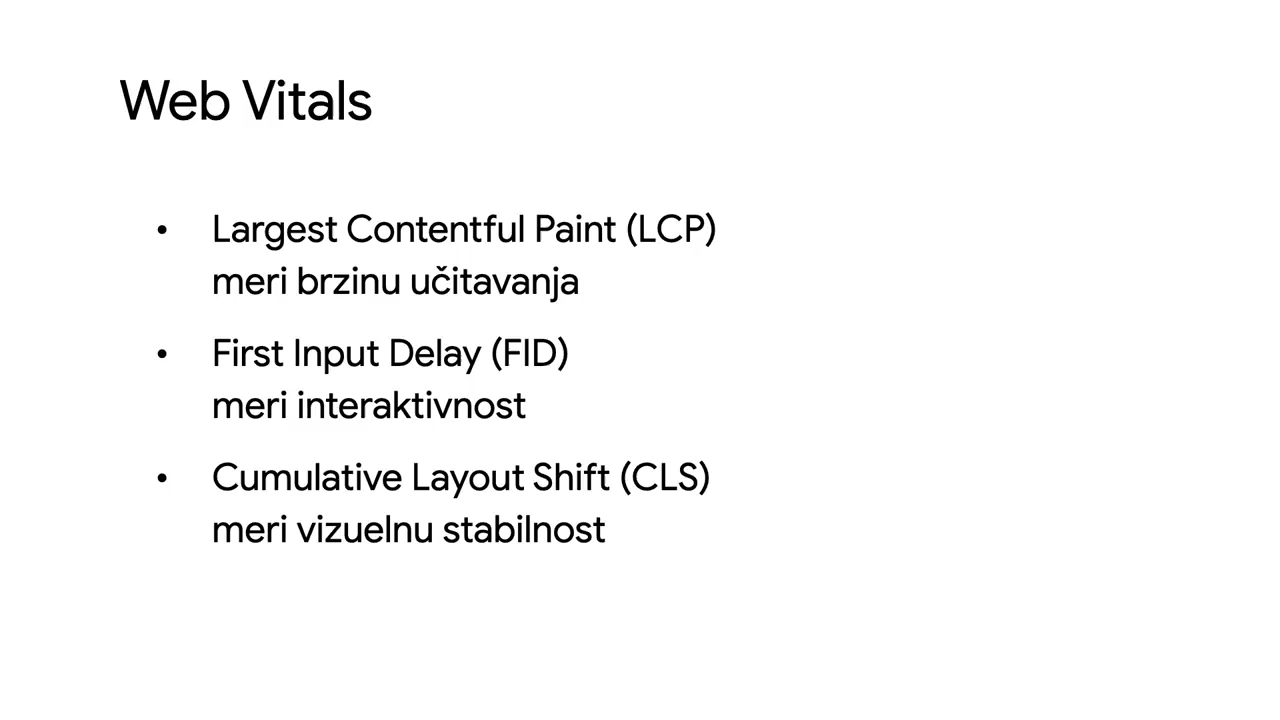 Web Vitals
• Largest Contentful Paint (LCP)
meri brzinu učitavanja
• First Input Delay (FID)
meri interaktivnost
• Cumulative Layout Shift (CLS)
meri vizuelnu stabilnost